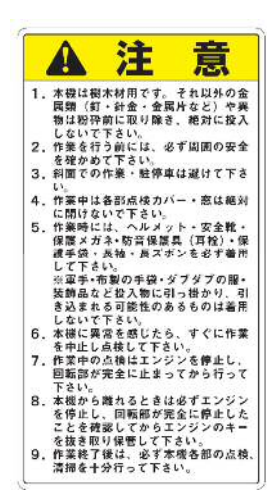 注 意
1. 本機は樹木材用です。それ以外の金
属類（釘・針金・金属片など）や異
物は粉砕前に取り除き、絶対に投入
しないで下さい。
2. 作業を行う前には、必ず周囲の安全
を確かめて下さい。
3. 斜面での作業・駐停車は避けて下さ
い。
4. 作業中は各部点検カバー・窓は絶対
に開けないで下さい。
5. 作業時には、ヘルメット・安全靴・
保護メガネ・防音保護具（耳栓）・保
護手袋・長袖・長ズボンを必ず着用
して下さい。
※軍手・布製の手袋・ダブダブの服・
装飾品など投入物に引っ掛かり、引
き込まれる可能性のあるものは着用
しないで下さい。
6. 本機に異常を感じたら、すぐに作業
を中止し点検して下さい。
7. 作業中の点検はエンジンを停止し、
回転部が完全に止まってから行って
下さい。
8. 本機から離れるときは必ずエンジン
を停止し、回転部が完全に停止した
ことを確認してからエンジンのキー
を抜き取り保管して下さい。
9. 作業終了後は、必ず本機各部の点検、
清掃を十分行って下さい。